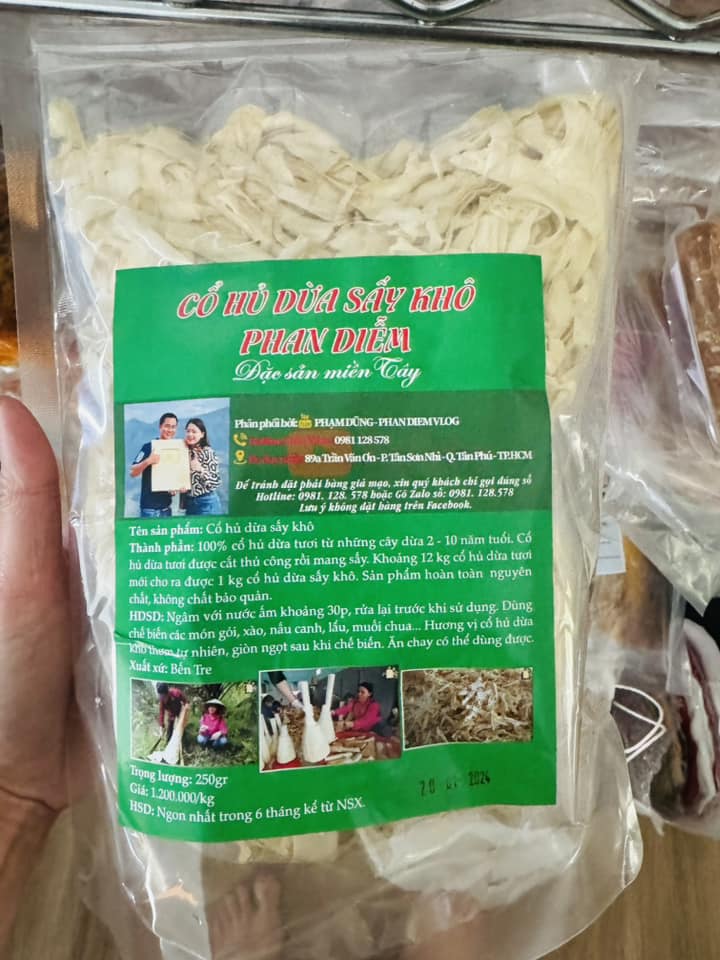 CỔ HỦ DỪA SẤY KHÔ
PHAN DIỄM
Đặc sản miền Tây
Phân phối bởi: PHẠM DŨNG - PHAN DIEM VLOG
0981 128 578
89a Trần Văn Ơn - P. Tân Sơn Nhì - Q. Tân Phú - TP.HCM
Để tránh đặt phải hàng giả mạo, xin quý khách chỉ gọi đúng số
Hotline: 0981. 128. 578 hoặc Gõ Zalo số: 0981. 128.578
Lưu ý không đặt hàng trên Facebook.
Tên sản phẩm: Cổ hủ dừa sấy khô
Thành phần: 100% cổ hủ dừa tươi từ những cây dừa 2 - 10 năm tuổi. Cổ
hủ dừa tươi được cắt thủ công rồi mang sấy. Khoảng 12 kg cổ hủ dừa tươi
mới cho ra được 1 kg cổ hủ dừa sấy khô. Sản phẩm hoàn toàn nguyên
chất, không chất bảo quản.
HDSD: Ngâm với nước ấm khoảng 30p, rửa lại trước khi sử dụng. Dùng
chế biến các món gỏi, xào, nấu canh, lẩu, muối chua... Hương vị cổ hủ dừa
khô thơm tự nhiên, giòn ngọt sau khi chế biến. Ăn chay có thể dùng được.
Xuất xứ: Bến Tre
Trọng lượng: 250gr
Giá: 1.200.000/kg
HSD: Ngon nhất trong 6 tháng kể từ NSX.
2024